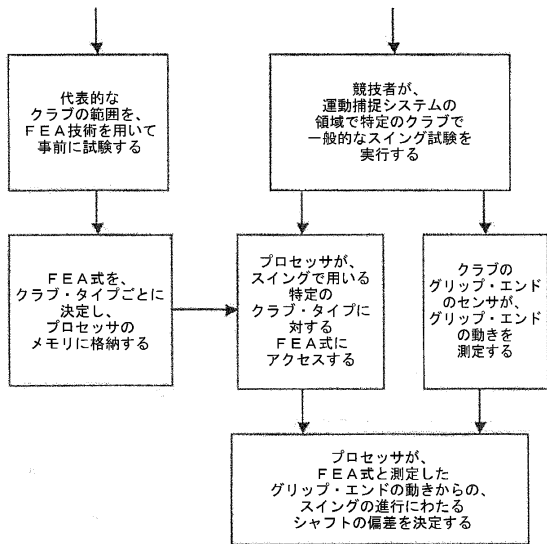 代表的な
クラブの範囲を、
ＦＥＡ技術を用いて
事前に試験する
競技者が、
運動捕捉システムの
領域で特定のクラブで
一般的なスイング試験を
実行する
ＦＥＡ式を、
クラブ・タイプごとに
決定し、
プロセッサの
メモリに格納する
プロセッサが、
スイングで用いる
特定の
クラブ・タイプに
対する
ＦＥＡ式に
アクセスする
クラブの
グリップ・エンド
のセンサが、
グリップ・エンド
の動きを
測定する
プロセッサが、
ＦＥＡ式と測定した
グリップ・エンドの動きからの、
スイングの進行にわたる
シャフトの偏差を決定する